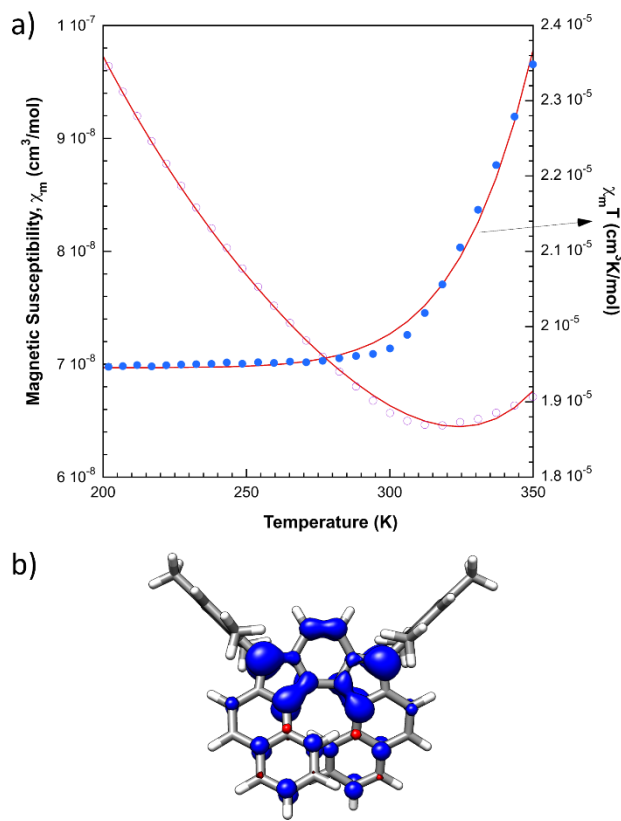 a)
1 10⁻⁷
9 10⁻⁸
8 10⁻⁸
7 10⁻⁸
6 10⁻⁸
Magnetic Susceptibility, χₘ (cm³/mol)
2.4 10⁻⁵
2.3 10⁻⁵
2.2 10⁻⁵
2.1 10⁻⁵
2 10⁻⁵
1.9 10⁻⁵
1.8 10⁻⁵
χₘT (cm³K/mol)
200 250 300 350
Temperature (K)
b)